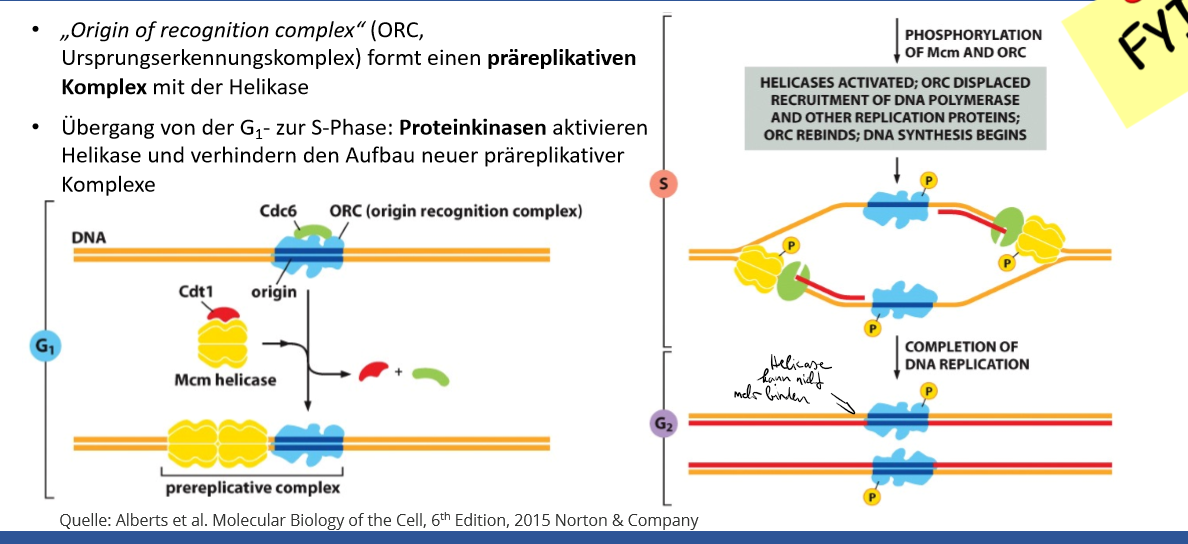 • „Origin of recognition complex“ (ORC,
Ursprungserkennungskomplex) formt einen präreplikativen
Komplex mit der Helikase
• Übergang von der G₁- zur S-Phase: Proteinkinasen aktivieren
Helikase und verhindern den Aufbau neuer präreplikativer
Komplexe
G₁
Cdc6
ORC (origin recognition complex)
DNA
Cdt1
origin
Mcm helicase
+
prereplicative complex
S
PHOSPHORYLATION
OF Mcm AND ORC
HELICASES ACTIVATED; ORC DISPLACED
RECRUITMENT OF DNA POLYMERASE
AND OTHER REPLICATION PROTEINS;
ORC REBINDS; DNA SYNTHESIS BEGINS
P
P
P
P
COMPLETION OF
DNA REPLICATION
Helicase
kann nicht
mehr binden
G₂
P
P
FYI
Quelle: Alberts et al. Molecular Biology of the Cell, 6th Edition, 2015 Norton & Company